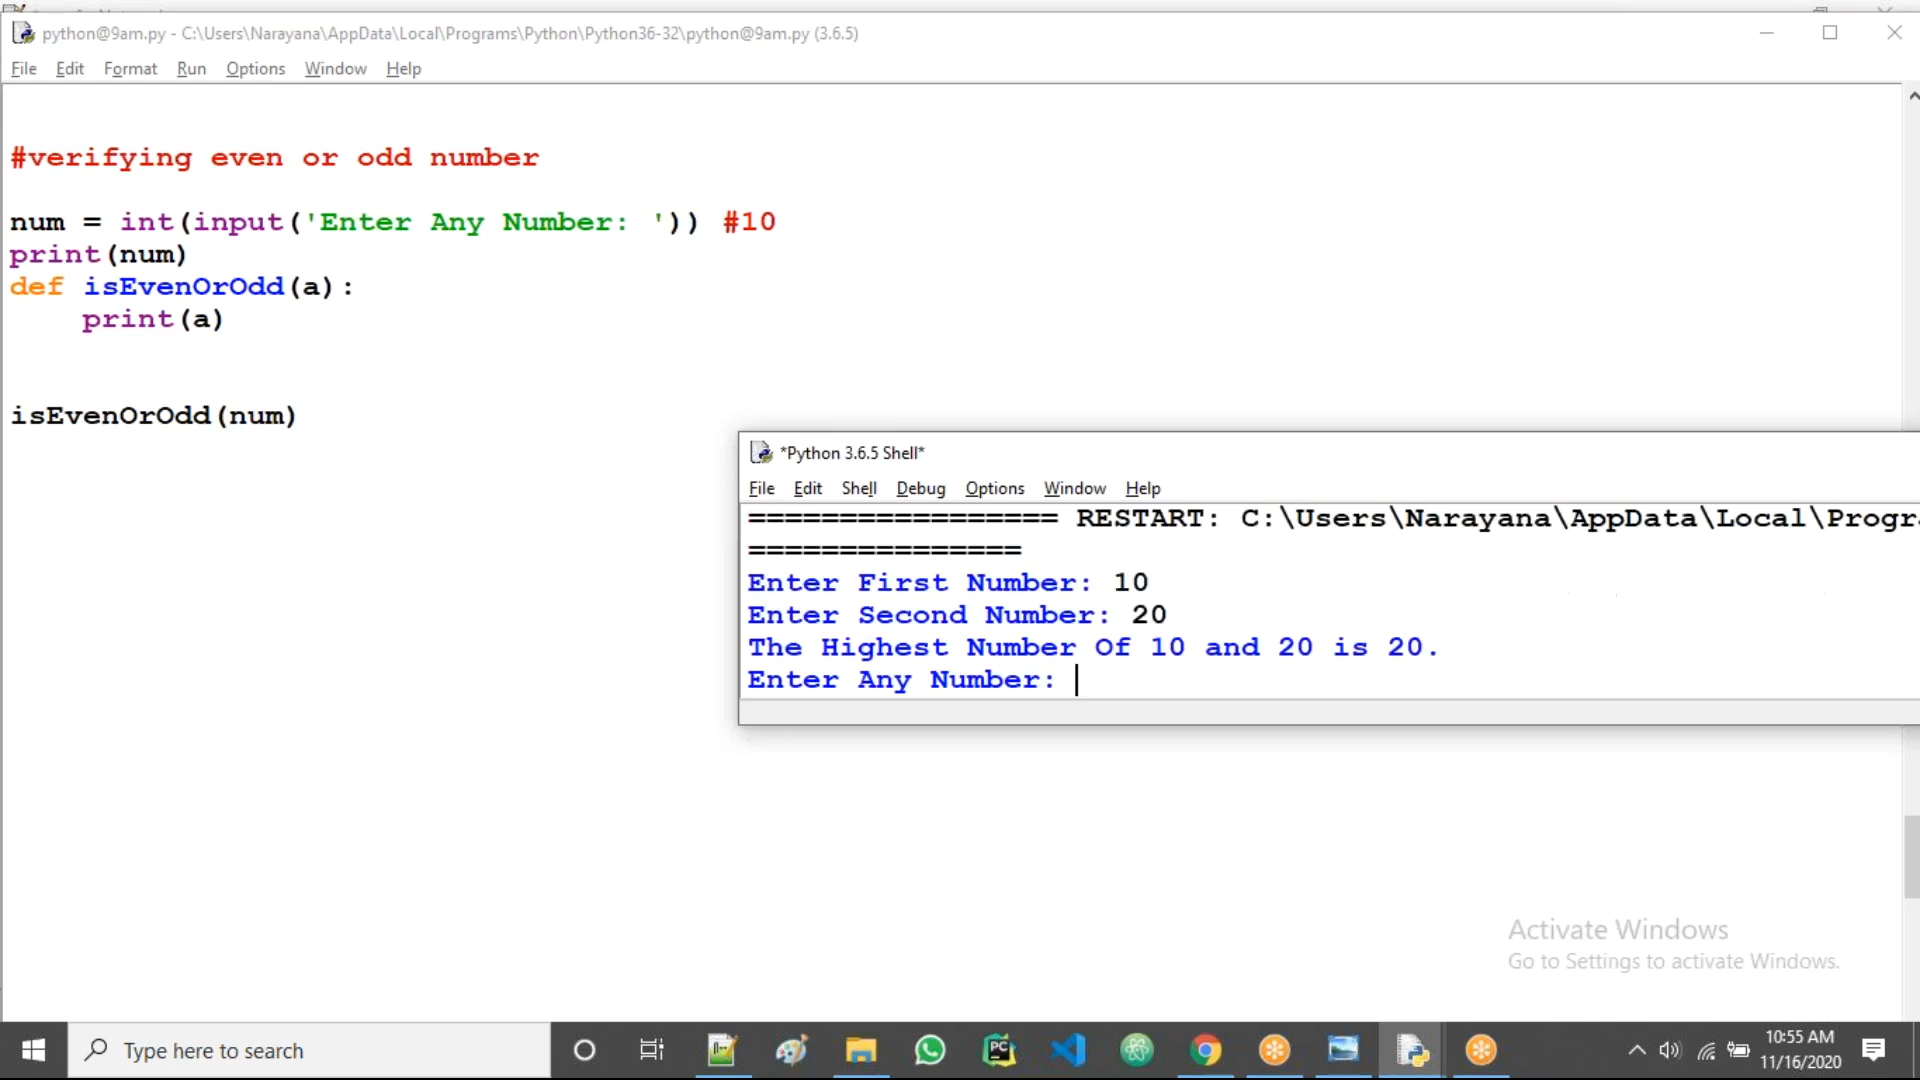 python@9am.py - C:\Users\Narayana\AppData\Local\Programs\Python\Python36-32\python@9am.py (3.6.5)
File Edit Format Run Options Window Help
#verifying even or odd number
num = int(input('Enter Any Number: ')) #10
print(num)
def isEvenOrOdd(a):
    print(a)
isEvenOrOdd(num)
*Python 3.6.5 Shell*
File Edit Shell Debug Options Window Help
================= RESTART: C:\Users\Narayana\AppData\Local\Progr
===============
Enter First Number: 10
Enter Second Number: 20
The Highest Number Of 10 and 20 is 20.
Enter Any Number:
Activate Windows
Go to Settings to activate Windows.
Type here to search
PC
10:55 AM
11/16/2020